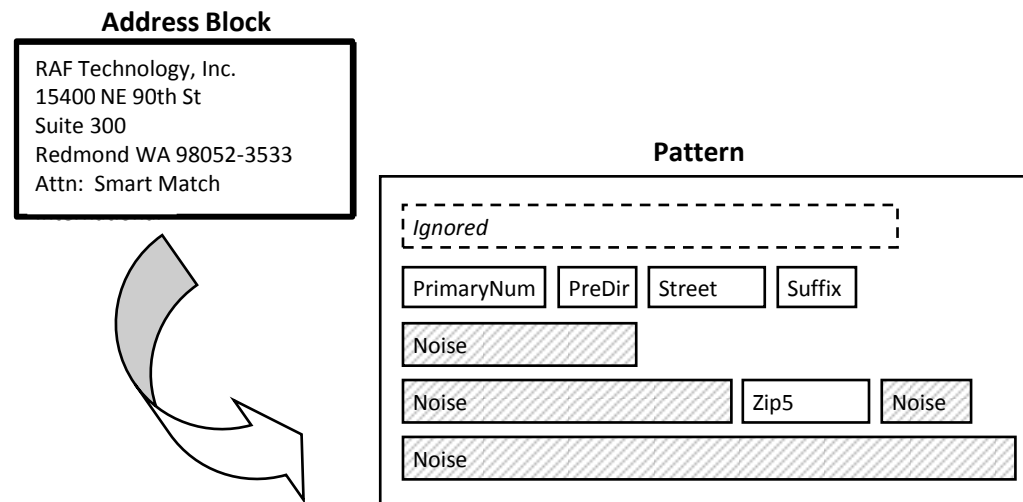 Address Block
RAF Technology, Inc.
15400 NE 90th St
Suite 300
Redmond WA 98052-3533
Attn:  Smart Match
Pattern
Ignored
PrimaryNum PreDir Street Suffix
Noise
Noise Zip5 Noise
Noise